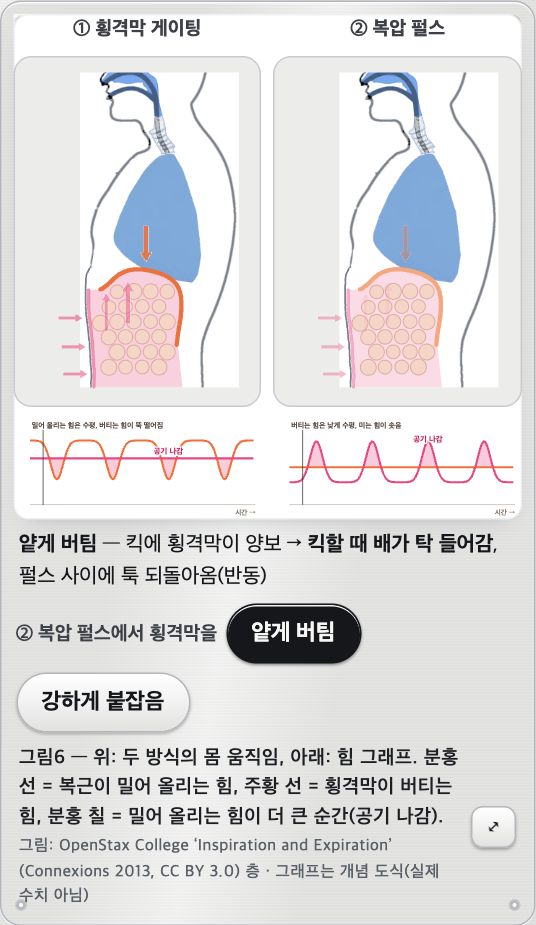 ① 횡격막 게이팅
② 복압 펄스
밀어 올리는 힘은 수평, 버티는 힘이 뚝 떨어짐
공기 나감
시간 →
버티는 힘은 낮게 수평, 미는 힘이 솟음
공기 나감
시간 →
얕게 버팀 — 킥에 횡격막이 양보 → 킥할 때 배가 탁 들어감,
펄스 사이에 툭 되돌아옴(반동)
② 복압 펄스에서 횡격막을
얕게 버팀
강하게 붙잡음
그림6 — 위: 두 방식의 몸 움직임, 아래: 힘 그래프. 분홍
선 = 복근이 밀어 올리는 힘, 주황 선 = 횡격막이 버티는
힘, 분홍 칠 = 밀어 올리는 힘이 더 큰 순간(공기 나감).
그림: OpenStax College ‘Inspiration and Expiration’
(Connexions 2013, CC BY 3.0) 층 · 그래프는 개념 도식(실제
수치 아님)